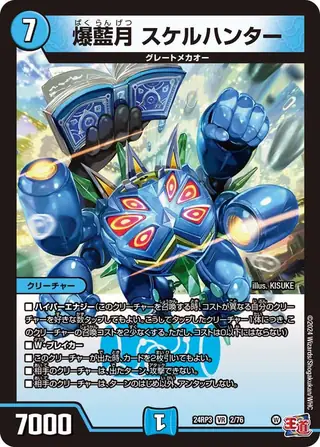 7
ばく らん げつ
爆藍月 スケルハンター
グレートメカオー
illus. KISUKE
クリーチャー
■ハイパーエナジー(このクリーチャーを召喚する時、コストが異なる自分のクリ
ーチャーを好きな数タップしてもよい。こうしてタップしたクリーチャー1体につき、こ
のクリーチャーの召喚コストを2少なくする。ただし、コストは0以下にはならない)
■W・ブレイカー
■このクリーチャーが出た時、カードを2枚引いてもよい。
■相手のクリーチャーは、出たターン、攻撃できない。
■相手のクリーチャーは、ターンのはじめ以外、アンタップしない。
7000
1
24RP3 VR 2/76
W
王道
©2024 Wizards/Shogakukan/WHC